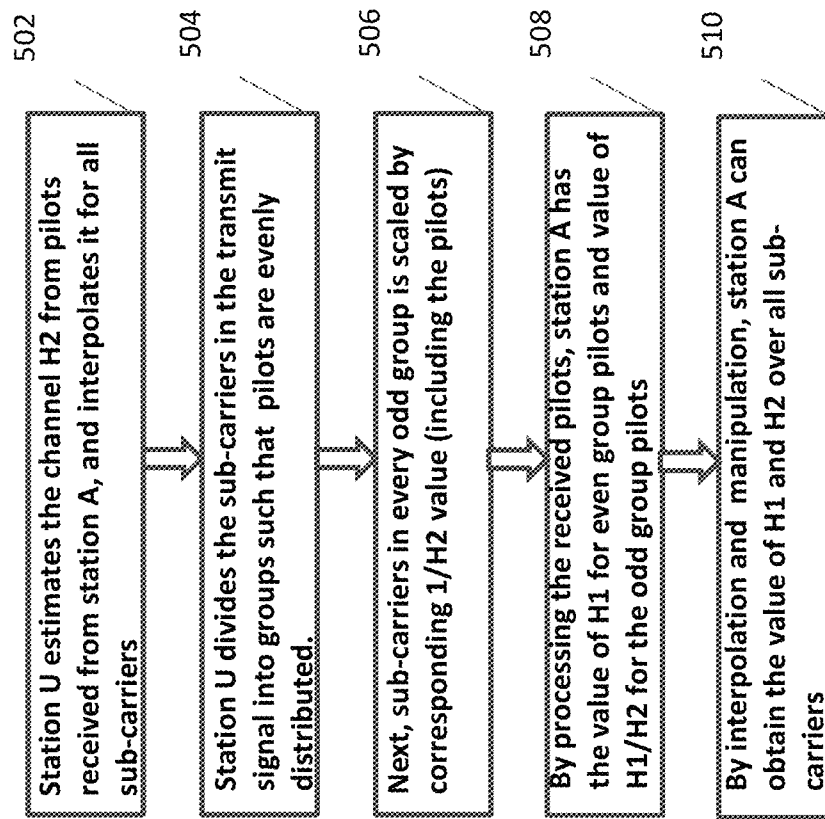 Station U estimates the channel H2 from pilots
received from station A, and interpolates it for all
sub-carriers
502
Station U divides the sub-carriers in the transmit
signal into groups such that pilots are evenly
distributed.
504
Next, sub-carriers in every odd group is scaled by
corresponding 1/H2 value (including the pilots)
506
By processing the received pilots, station A has
the value of H1 for even group pilots and value of
H1/H2 for the odd group pilots
508
By interpolation and manipulation, station A can
obtain the value of H1 and H2 over all sub-
carriers
510